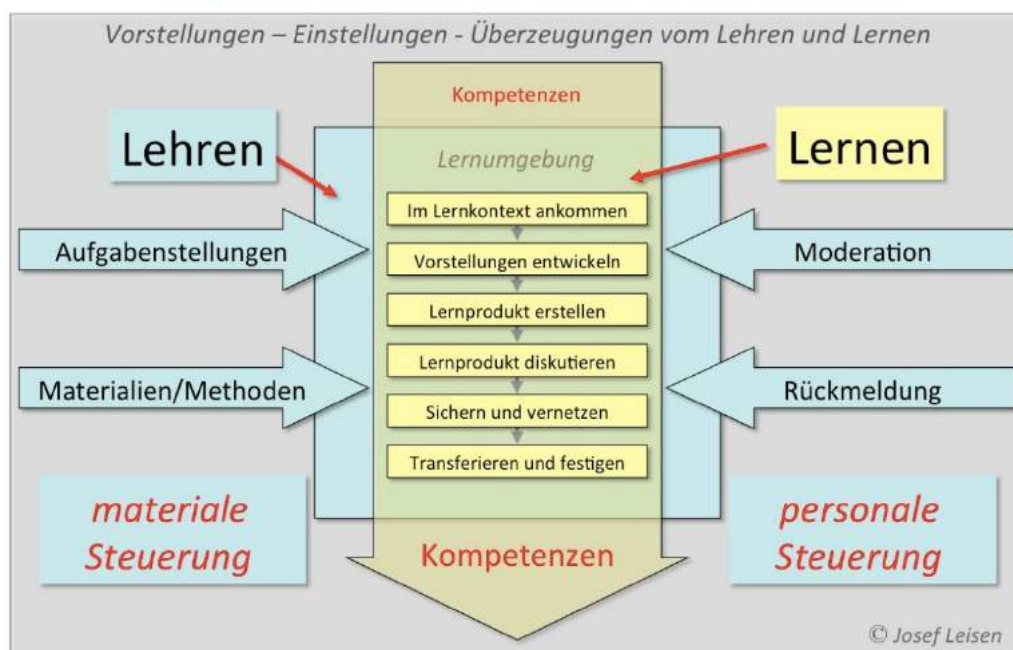 Vorstellungen – Einstellungen - Überzeugungen vom Lehren und Lernen
Kompetenzen
Lehren
Lernen
Lernumgebung
Im Lernkontext ankommen
Aufgabenstellungen
Vorstellungen entwickeln
Moderation
Lernprodukt erstellen
Lernprodukt diskutieren
Materialien/Methoden
Rückmeldung
Sichern und vernetzen
Transferieren und festigen
materiale
Steuerung
personale
Steuerung
Kompetenzen
© Josef Leisen